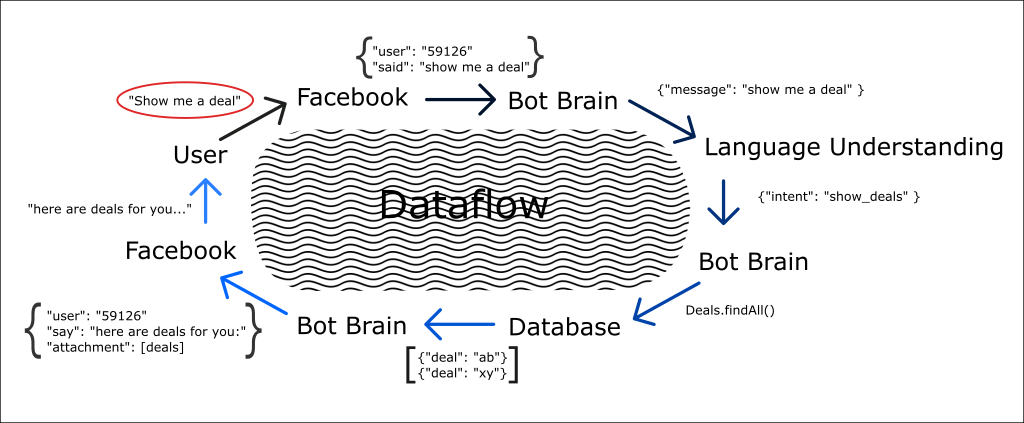 {"user": "59126"
"said": "show me a deal"}
"Show me a deal"
Facebook
Bot Brain
{"message": "show me a deal" }
User
Language Understanding
Dataflow
{"intent": "show_deals" }
"here are deals for you..."
Facebook
Bot Brain
Deals.findAll()
{"user": "59126"
"say": "here are deals for you:"
"attachment": [deals]}
Bot Brain
Database
[{"deal": "ab"}
{"deal": "xy"}]